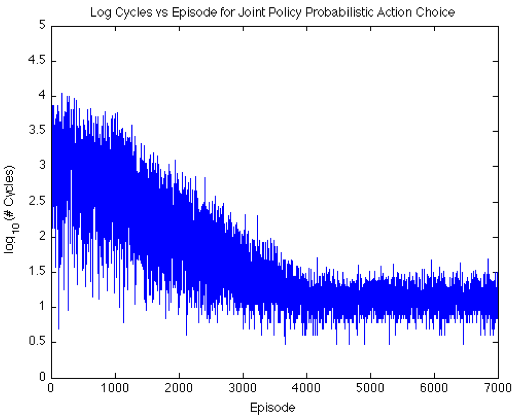 Log Cycles vs Episode for Joint Policy Probabilistic Action Choice
5
4.5
4
3.5
3
2.5
2
1.5
1
0.5
0
log10(# Cycles)
0 1000 2000 3000 4000 5000 6000 7000
Episode